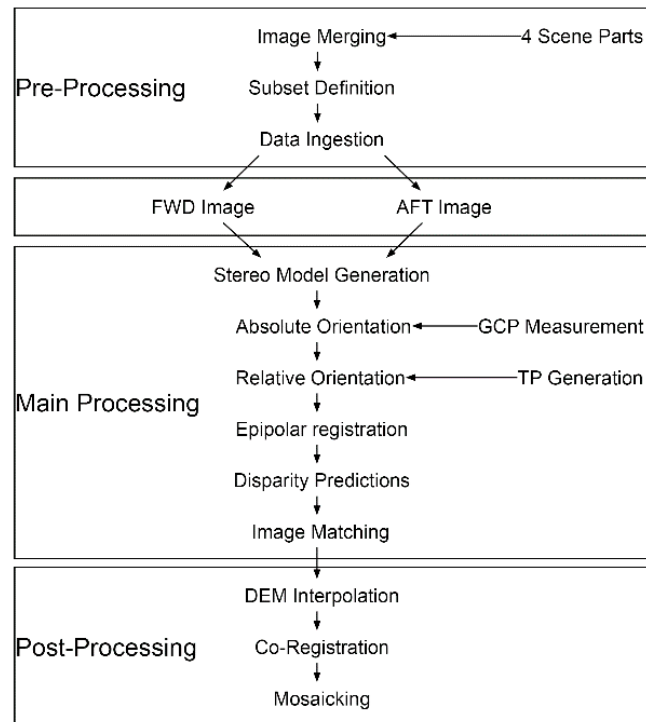 Image Merging 4 Scene Parts
Pre-Processing
Subset Definition
Data Ingestion
FWD Image AFT Image
Stereo Model Generation
Absolute Orientation GCP Measurement
Relative Orientation TP Generation
Main Processing
Epipolar registration
Disparity Predictions
Image Matching
DEM Interpolation
Post-Processing
Co-Registration
Mosaicking